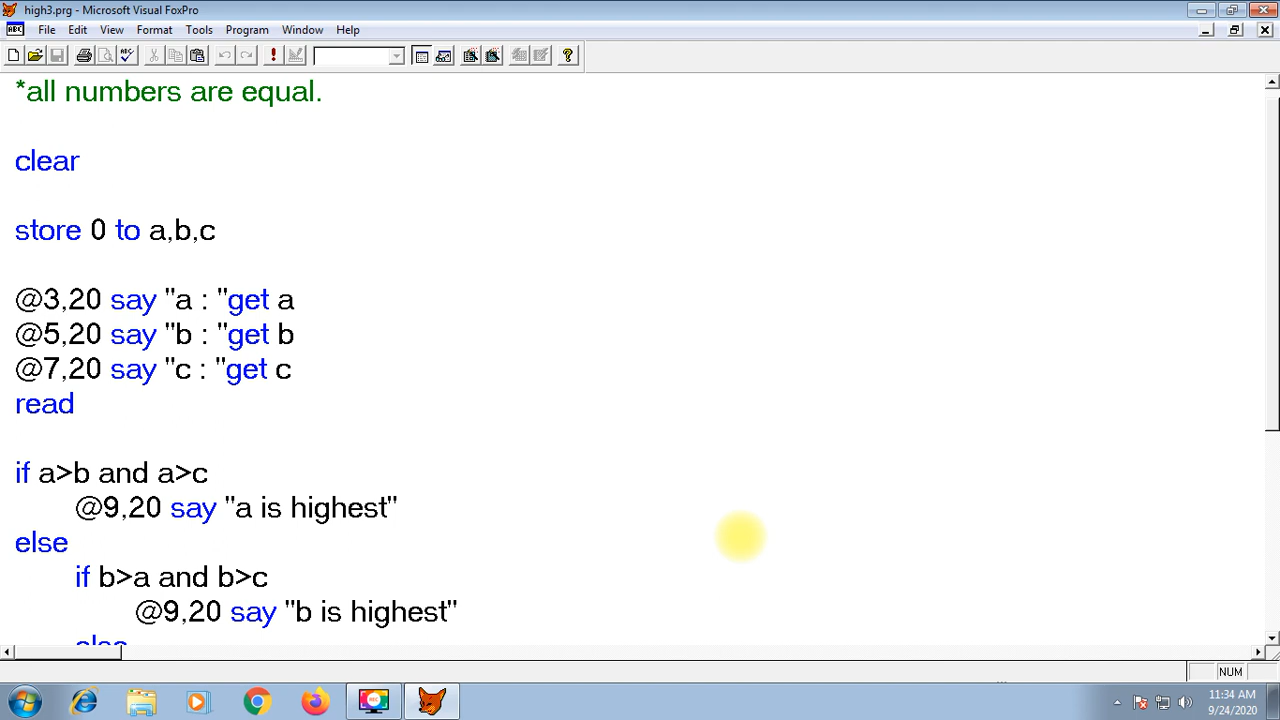 high3.prg - Microsoft Visual FoxPro
File Edit View Format Tools Program Window Help
*all numbers are equal.
clear
store 0 to a,b,c
@3,20 say "a : "get a
@5,20 say "b : "get b
@7,20 say "c : "get c
read
if a>b and a>c
@9,20 say "a is highest"
else
if b>a and b>c
@9,20 say "b is highest"
else
NUM
11:34 AM
9/24/2020